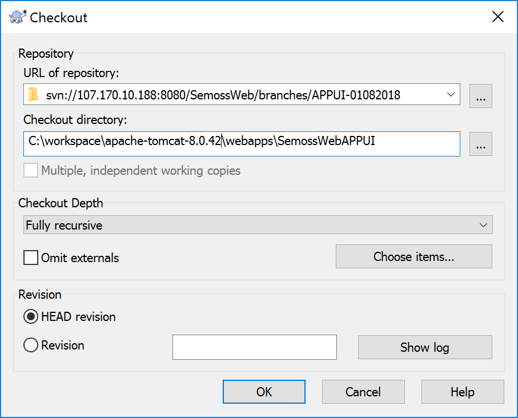 Checkout
Repository
URL of repository:
svn://107.170.10.188:8080/SemossWeb/branches/APPUI-01082018
...
Checkout directory:
C:\workspace\apache-tomcat-8.0.42\webapps\SemossWebAPPUI
...
Multiple, independent working copies
Checkout Depth
Fully recursive
Omit externals
Choose items...
Revision
HEAD revision
Revision
Show log
OK
Cancel
Help